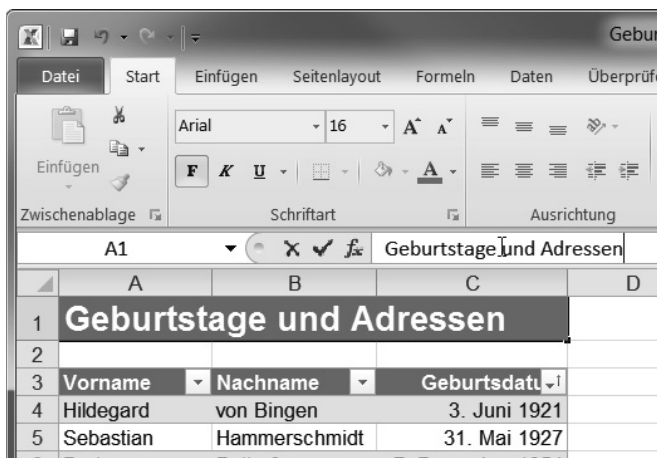 Gebur
Datei Start Einfügen Seitenlayout Formeln Daten Überprüf
Arial 16 A A
Einfügen F K U A
Zwischenablage Schriftart Ausrichtung
A1 fx Geburtstage und Adressen
A B C D
1 Geburtstage und Adressen
2
3 Vorname Nachname Geburtsdatu
4 Hildegard von Bingen 3. Juni 1921
5 Sebastian Hammerschmidt 31. Mai 1927